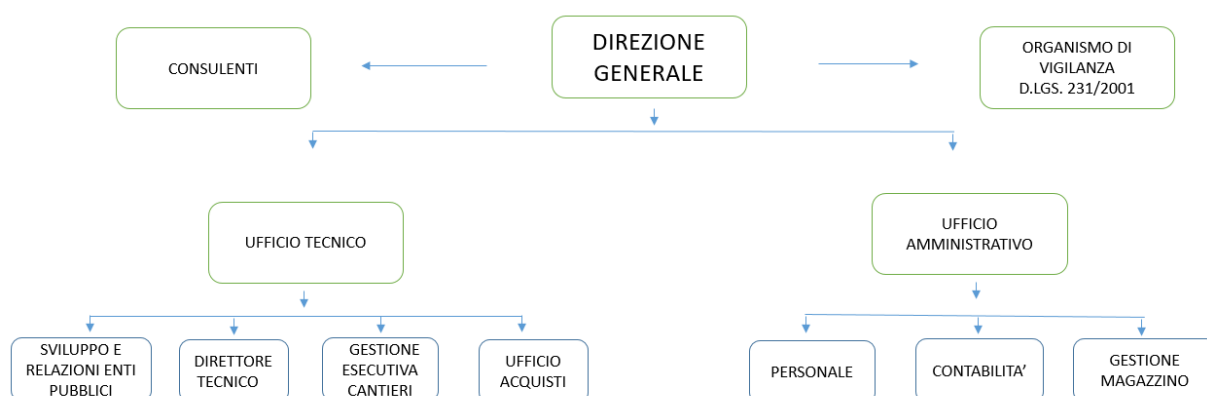 CONSULENTI
DIREZIONE
GENERALE
ORGANISMO DI
VIGILANZA
D.LGS. 231/2001
UFFICIO TECNICO
UFFICIO
AMMINISTRATIVO
SVILUPPO E
RELAZIONI ENTI
PUBBLICI
DIRETTORE
TECNICO
GESTIONE
ESECUTIVA
CANTIERI
UFFICIO
ACQUISTI
PERSONALE
CONTABILITA’
GESTIONE
MAGAZZINO